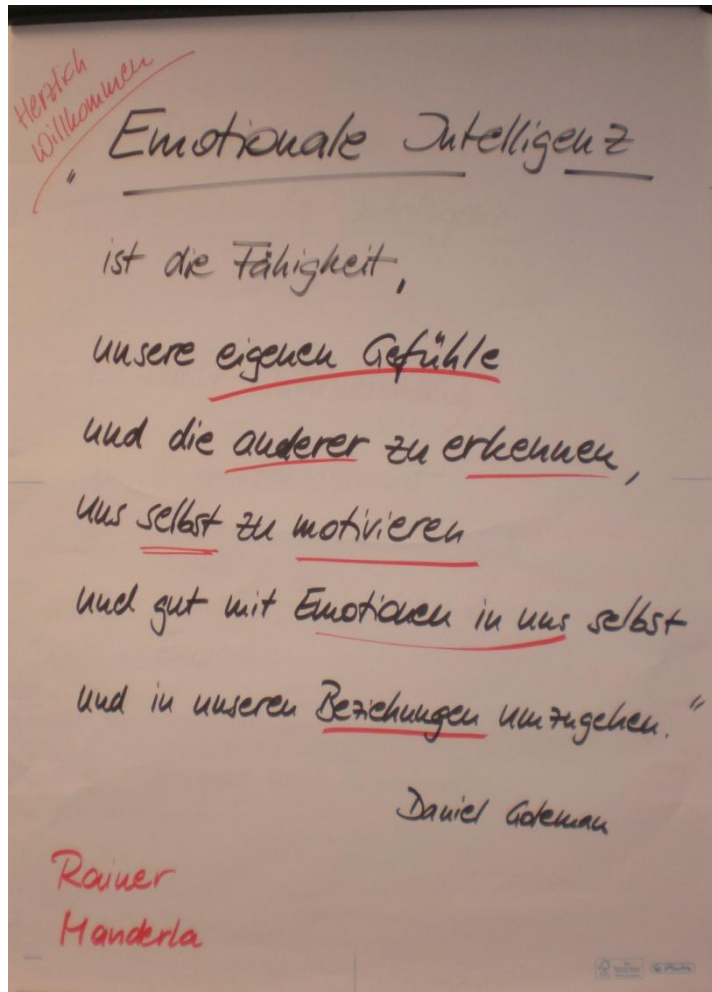 Herzlich
Willkommen
„Emotionale Intelligenz
ist die Fähigkeit,
unsere eigenen Gefühle
und die anderer zu erkennen,
uns selbst zu motivieren
und gut mit Emotionen in uns selbst
und in unseren Beziehungen umzugehen."
Daniel Goleman
Rainer
Manderla